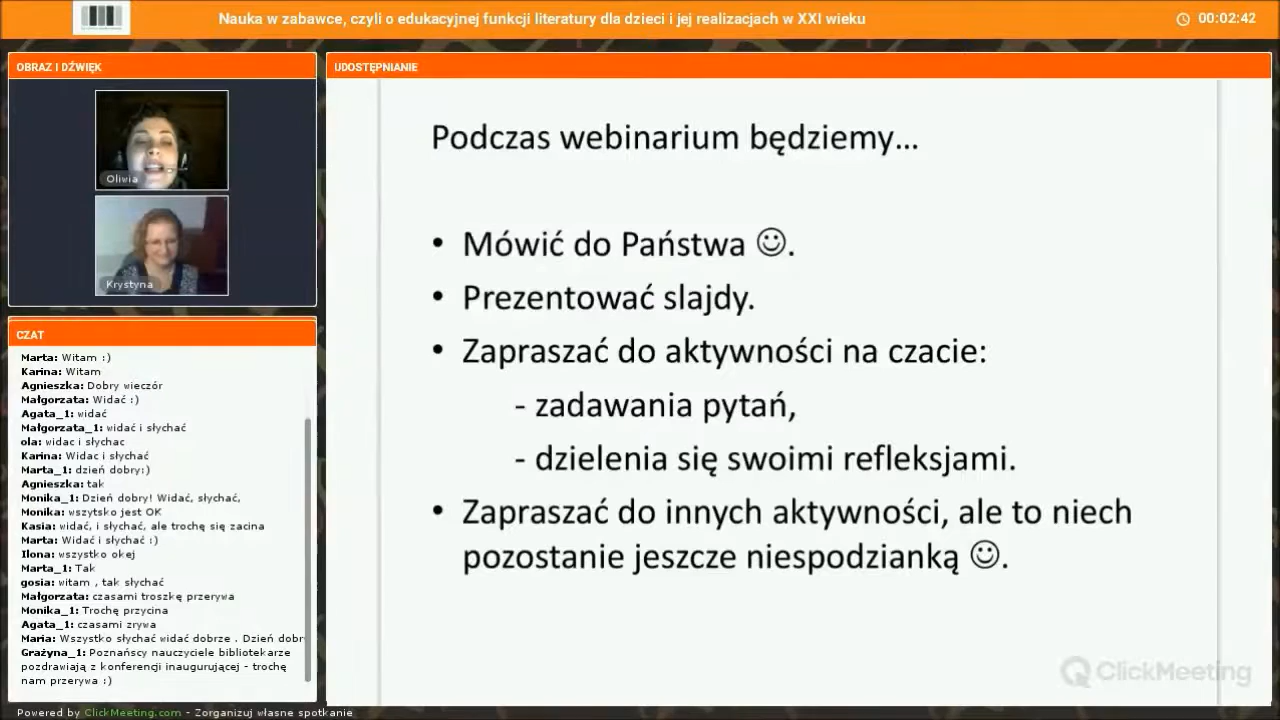 Nauka w zabawce, czyli o edukacyjnej funkcji literatury dla dzieci i jej realizacjach w XXI wieku
00:02:42
OBRAZ I DŹWIĘK
Oliwia
Krystyna
CZAT
Marta: Witam :)
Karina: Witam
Agnieszka: Dobry wieczór
Małgorzata: Widać :)
Agata_1: widać
Małgorzata_1: widać i słychać
ola: widac i słychac
Karina: Widac i słychać
Marta_1: dzień dobry:)
Agnieszka: tak
Monika_1: Dzień dobry! Widać, słychać,
Monika: wszytsko jest OK
Kasia: widać, i słychać, ale trochę się zacina
Marta: Widać i słychać :)
Ilona: wszystko okej
Marta_1: Tak
gosia: witam , tak słychać
Małgorzata: czasami troszkę przerywa
Monika_1: Trochę przycina
Agata_1: czasami zrywa
Maria: Wszystko słychać widać dobrze . Dzień dobr
Grażyna_1: Poznańscy nauczyciele bibliotekarze
pozdrawiają z konferencji inaugurującej - trochę
nam przerywa :)
UDOSTĘPNIANIE
Podczas webinarium będziemy...
• Mówić do Państwa ☺.
• Prezentować slajdy.
• Zapraszać do aktywności na czacie:
- zadawania pytań,
- dzielenia się swoimi refleksjami.
• Zapraszać do innych aktywności, ale to niech
pozostanie jeszcze niespodzianką ☺.
ClickMeeting
Powered by ClickMeeting.com - Zorganizuj własne spotkanie